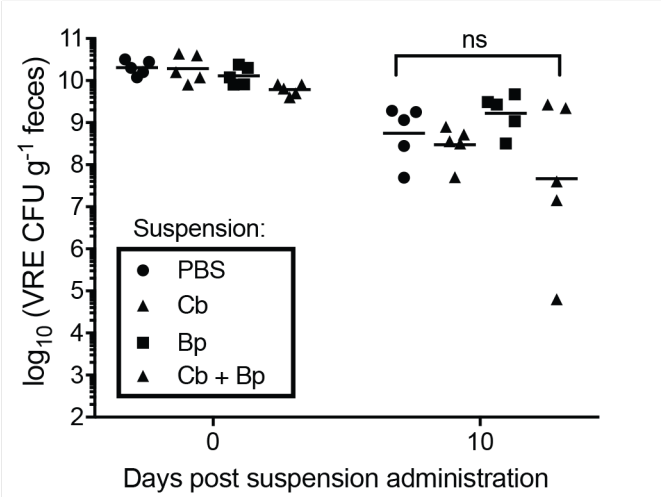 log10 (VRE CFU g-1 feces)
11
10
9
8
7
6
5
4
3
2
ns
Suspension:
PBS
Cb
Bp
Cb + Bp
0
10
Days post suspension administration